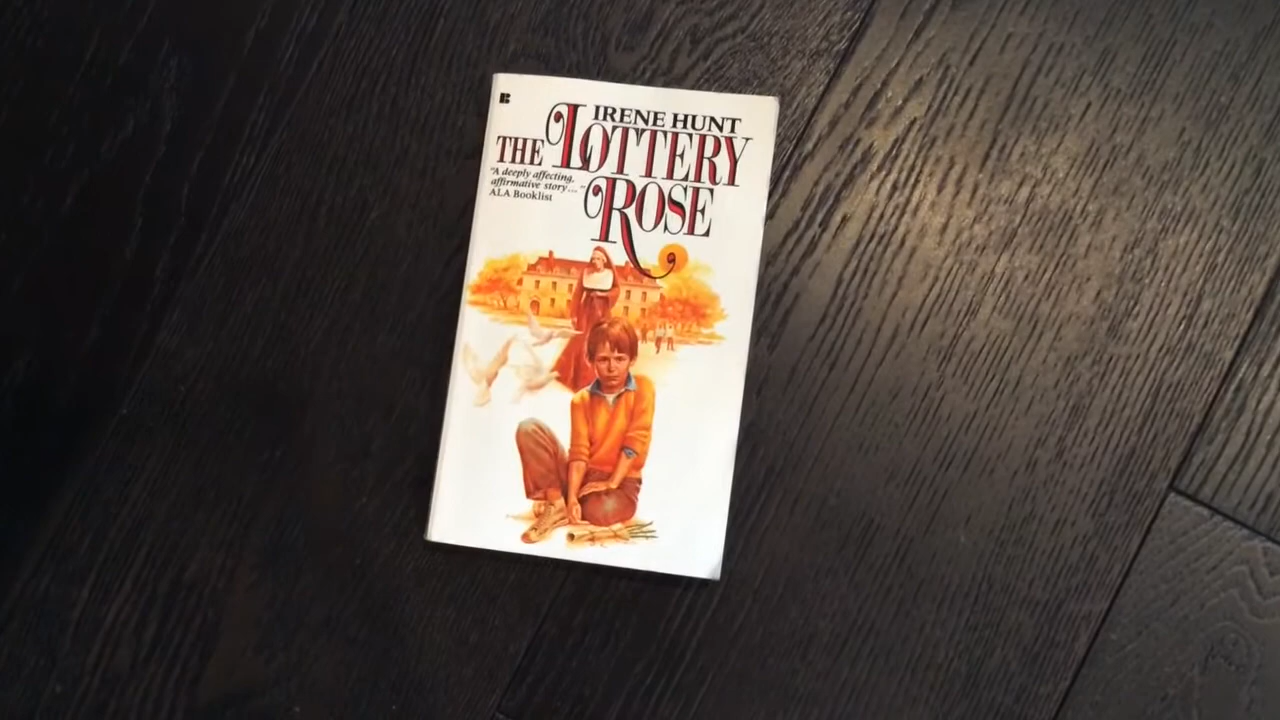 B
IRENE HUNT
THE LOTTERY
ROSE
"A deeply affecting,
affirmative story..."
ALA Booklist